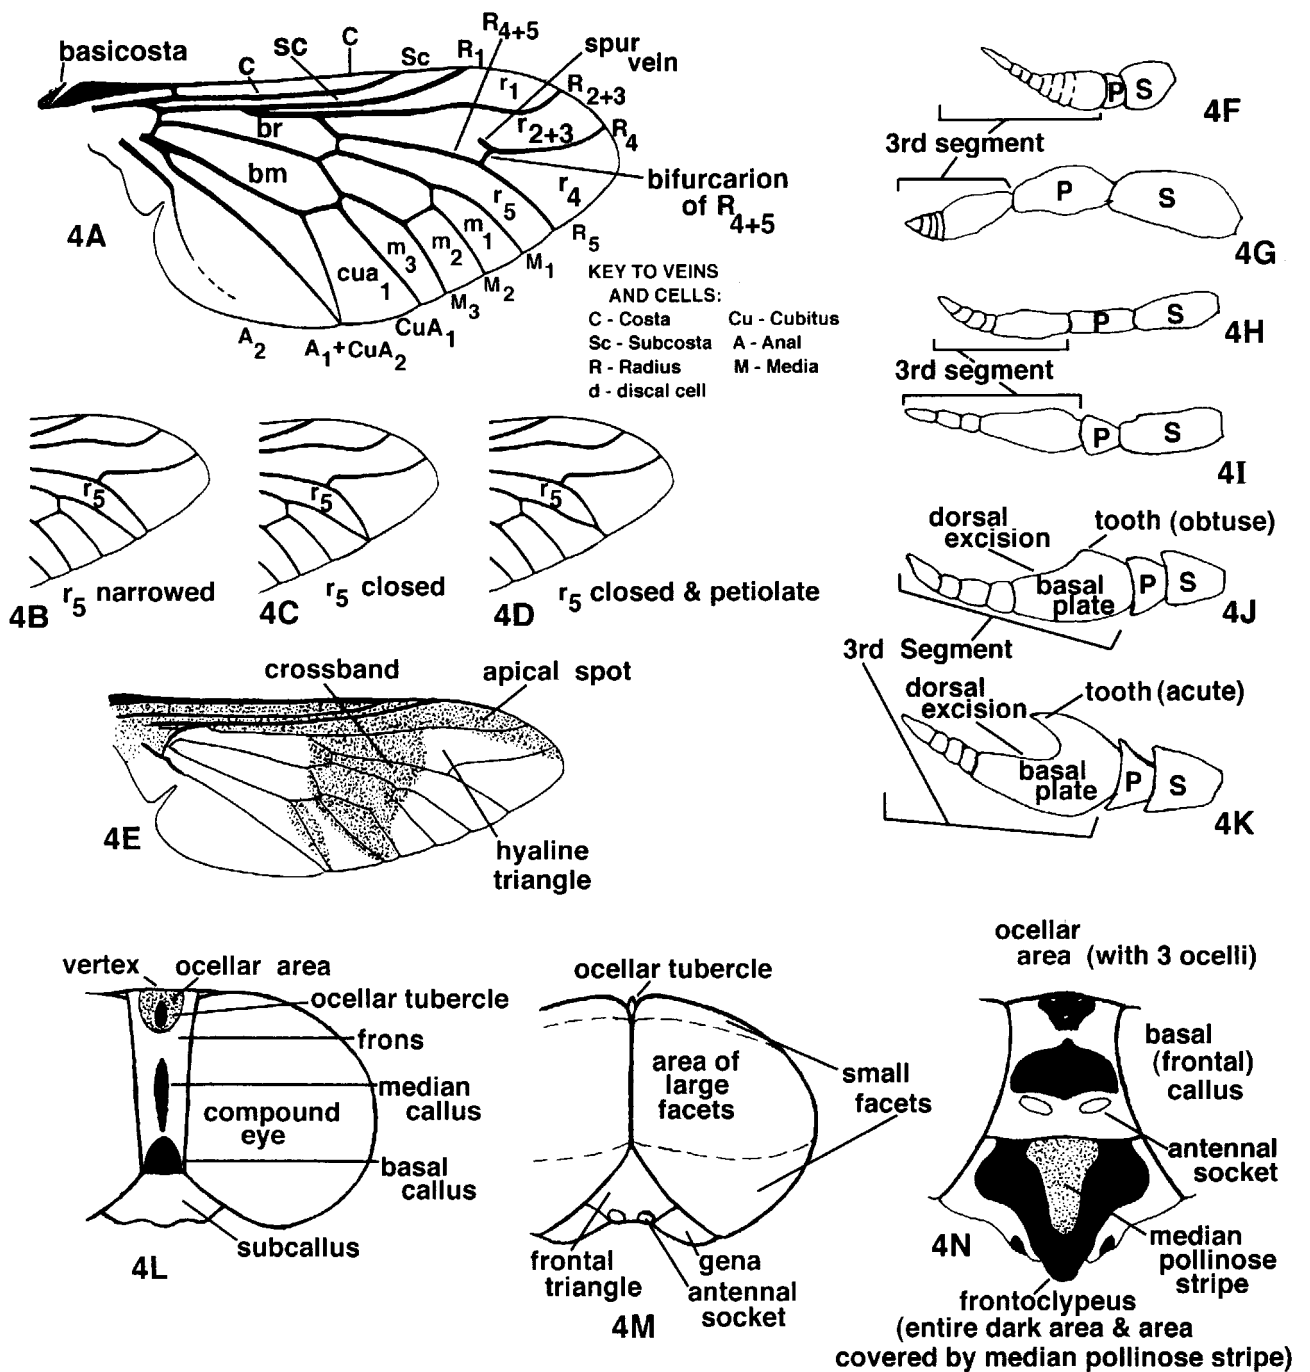 basicosta
C
SC
C
Sc
R1
R4+5
spur
vein
r1
R2+3
r2+3
R4
br
bm
bifurcarion
of R4+5
r4
r5
R5
m1
m2
m3
M1
M2
M3
cua1
CuA1
A1+CuA2
A2
4A
KEY TO VEINS
AND CELLS:
C - Costa Cu - Cubitus
Sc - Subcosta A - Anal
R - Radius M - Media
d - discal cell
r5
r5 narrowed
4B
r5
r5 closed
4C
r5
r5 closed & petiolate
4D
crossband
apical spot
4E
hyaline
triangle
P S
4F
3rd segment
P S
4G
P S
4H
3rd segment
P S
4I
dorsal
excision
tooth (obtuse)
basal
plate
P S
4J
3rd Segment
dorsal
excision
tooth (acute)
basal
plate
P S
4K
vertex
ocellar area
ocellar tubercle
frons
median
callus
compound
eye
basal
callus
subcallus
4L
ocellar tubercle
area of
large
facets
small
facets
frontal
triangle
gena
antennal
socket
4M
ocellar
area (with 3 ocelli)
basal
(frontal)
callus
antennal
socket
4N
median
pollinose
stripe
frontoclypeus
(entire dark area & area
covered by median pollinose stripe)